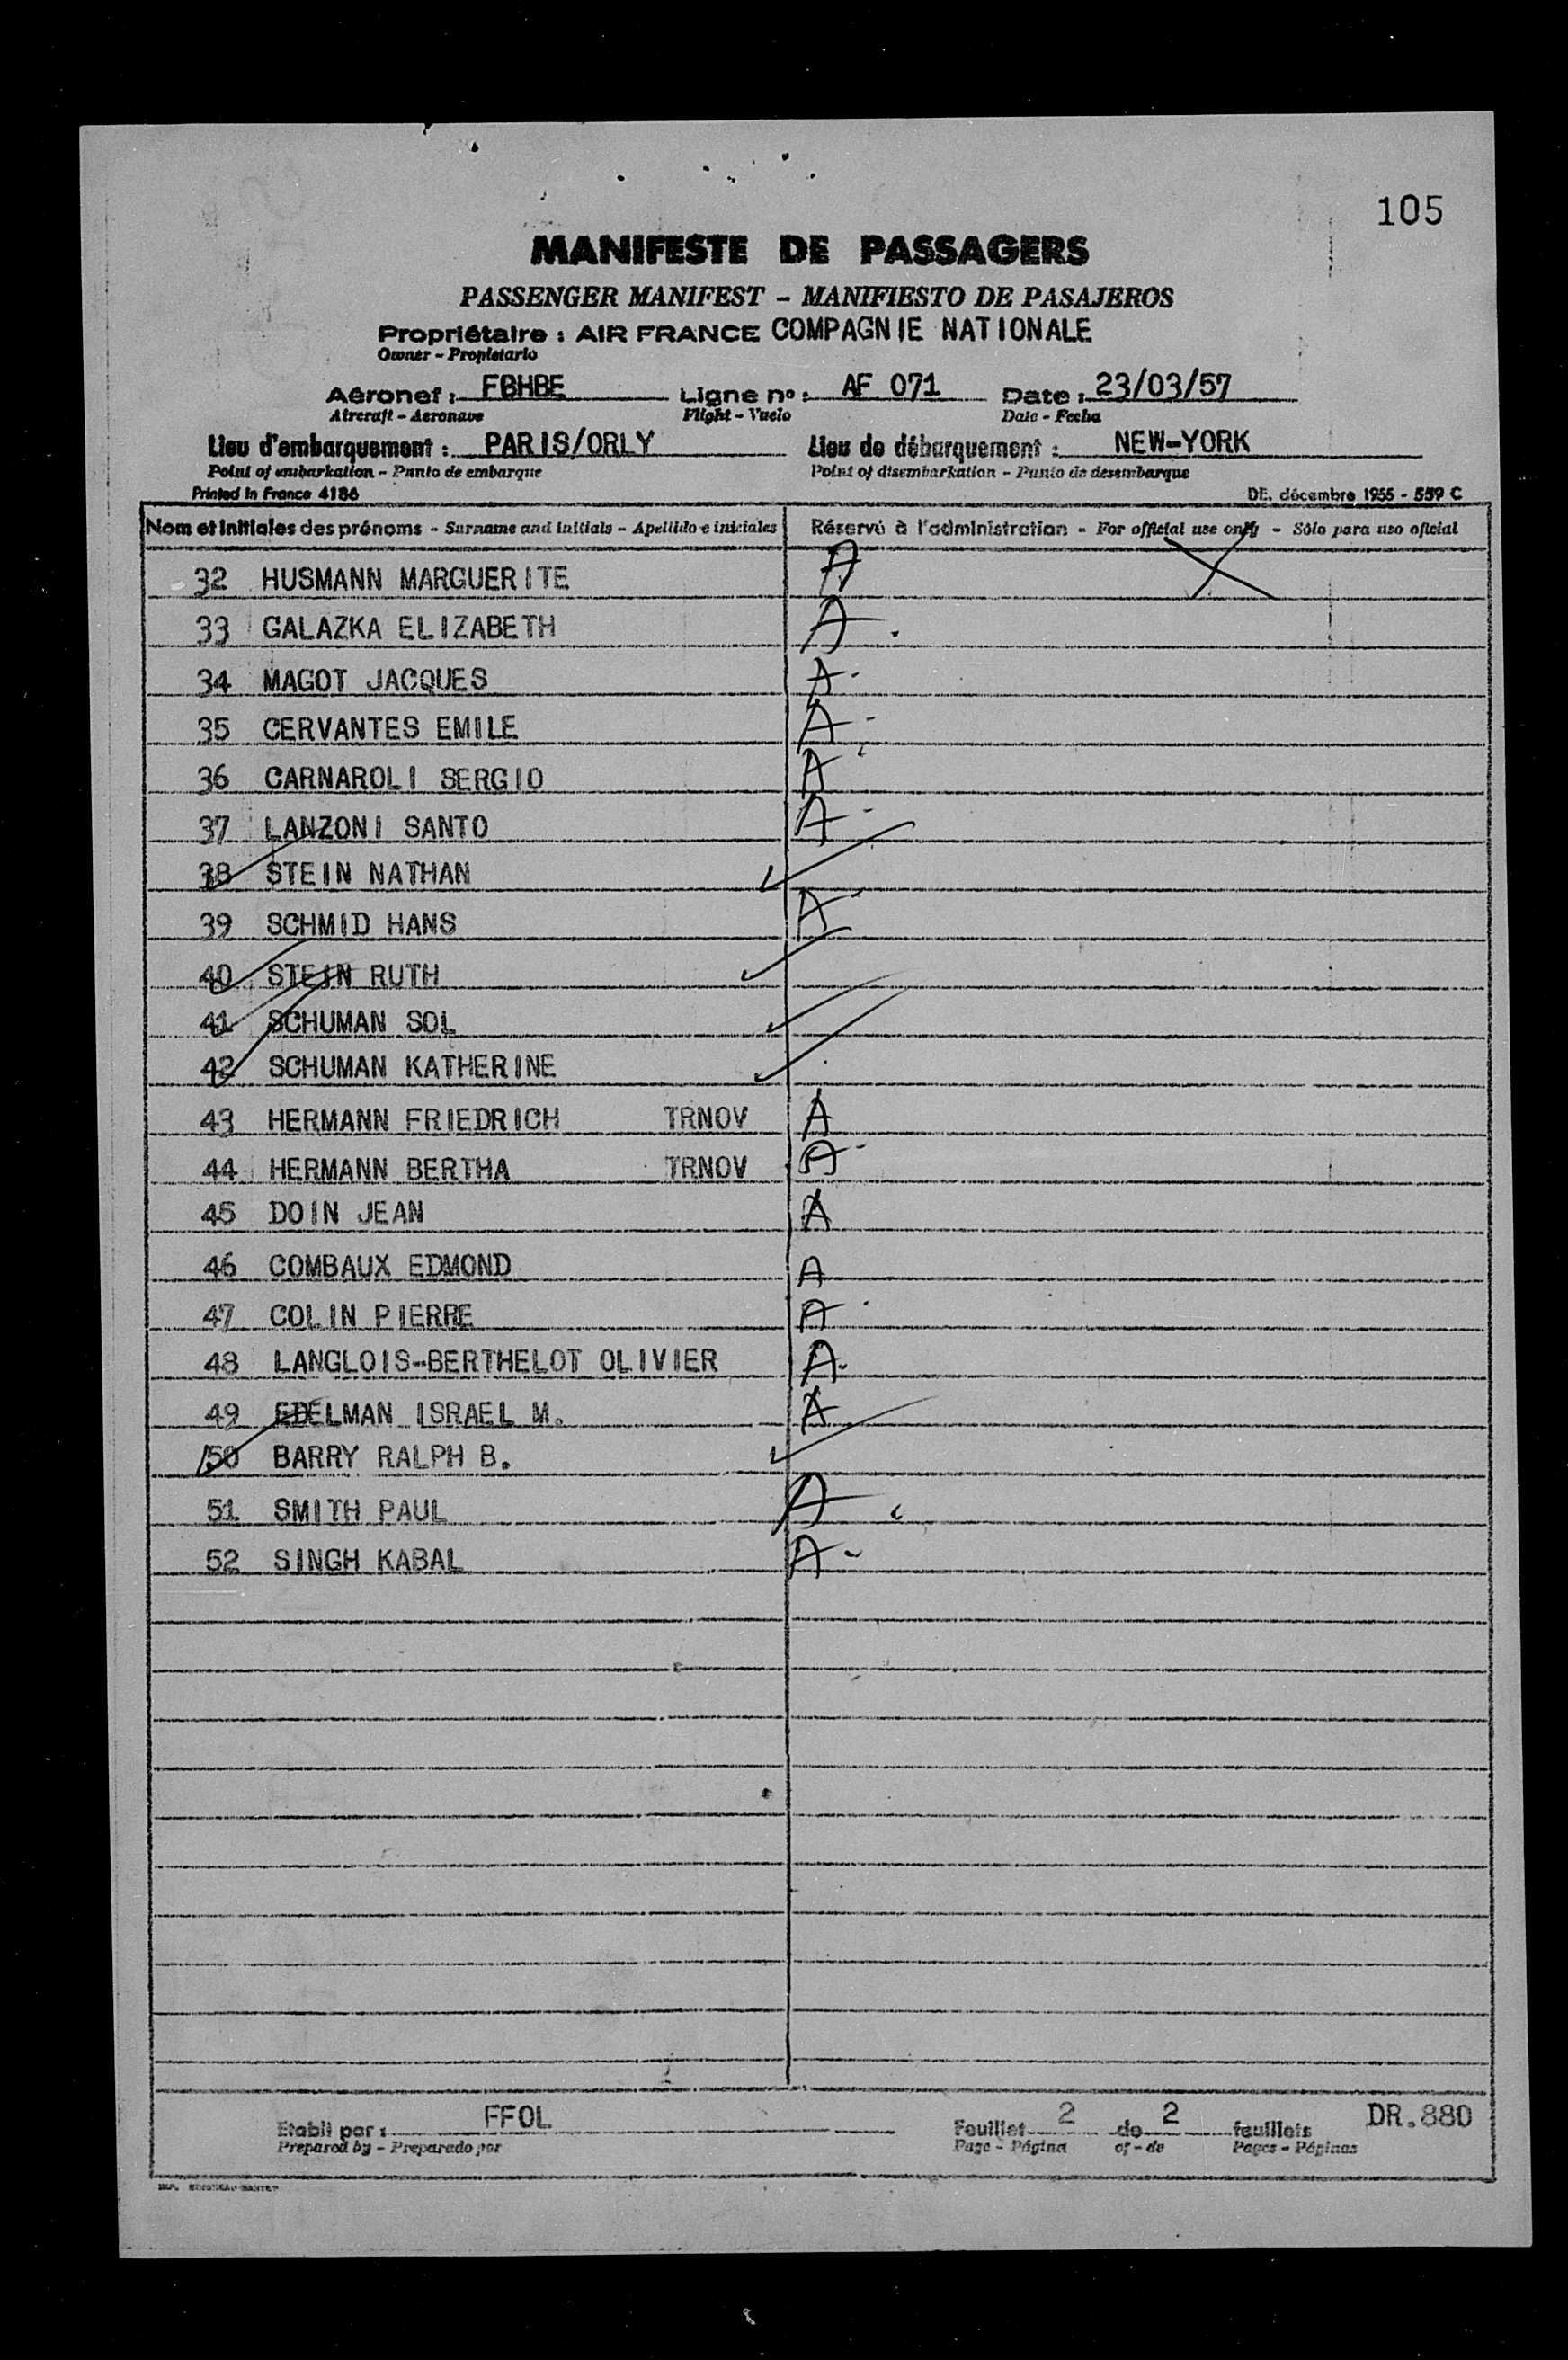 105
MANIFESTE DE PASSAGERS
PASSENGER MANIFEST - MANIFIESTO DE PASAJEROS
Propriétaire : AIR FRANCE COMPAGNIE NATIONALE
Owner - Propietario
Aéronef : FBHBE Ligne nº : AF 071 Date : 23/03/57
Aircraft - Aeronave Flight - Vuelo Date - Fecha
Lieu d'embarquement : PARIS/ORLY Lieu de débarquement : NEW-YORK
Point of embarkation - Punto de embarque Point of disembarkation - Punto de desembarque
Printed in France 4186 DE. décembre 1955 - 559 C
Nom et initiales des prénoms - Surname and initials - Apellido e iniciales Réservé à l'administration - For official use only - Sólo para uso oficial
32 HUSMANN MARGUERITE A
33 GALAZKA ELIZABETH A
34 MAGOT JACQUES A
35 CERVANTES EMILE A
36 CARNAROLI SERGIO A
37 LANZONI SANTO A
38 STEIN NATHAN
39 SCHMID HANS A
40 STEIN RUTH
41 SCHUMAN SOL
42 SCHUMAN KATHERINE
43 HERMANN FRIEDRICH TRNOV A
44 HERMANN BERTHA TRNOV A
45 DOIN JEAN A
46 COMBAUX EDMOND A
47 COLIN PIERRE A
48 LANGLOIS-BERTHELOT OLIVIER A
49 EDELMAN ISRAEL M. A
50 BARRY RALPH B.
51 SMITH PAUL A
52 SINGH KABAL A
Etabli par : FFOL Feuillet 2 de 2 feuillets DR.880
Prepared by - Preparado por Page - Página of - de Pages - Páginas